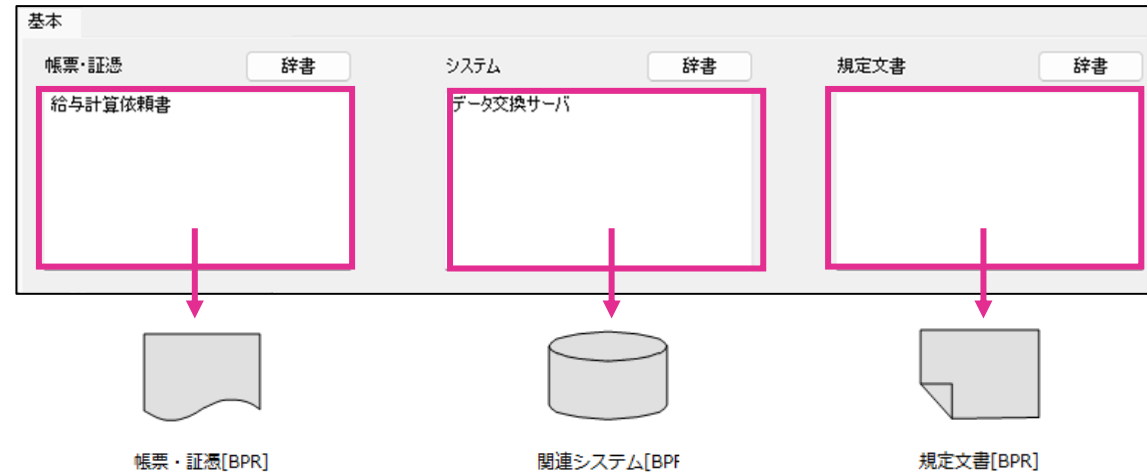 基本
帳票・証憑 辞書 システム 辞書 規定文書 辞書
給与計算依頼書 データ交換サーバ
帳票・証憑[BPR] 関連システム[BPF 規定文書[BPR]